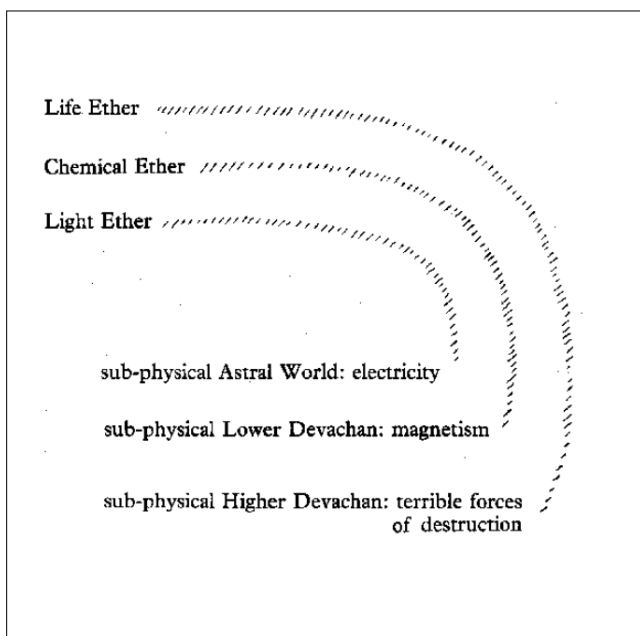 Life Ether
Chemical Ether
Light Ether
sub-physical Astral World: electricity
sub-physical Lower Devachan: magnetism
sub-physical Higher Devachan: terrible forces
of destruction